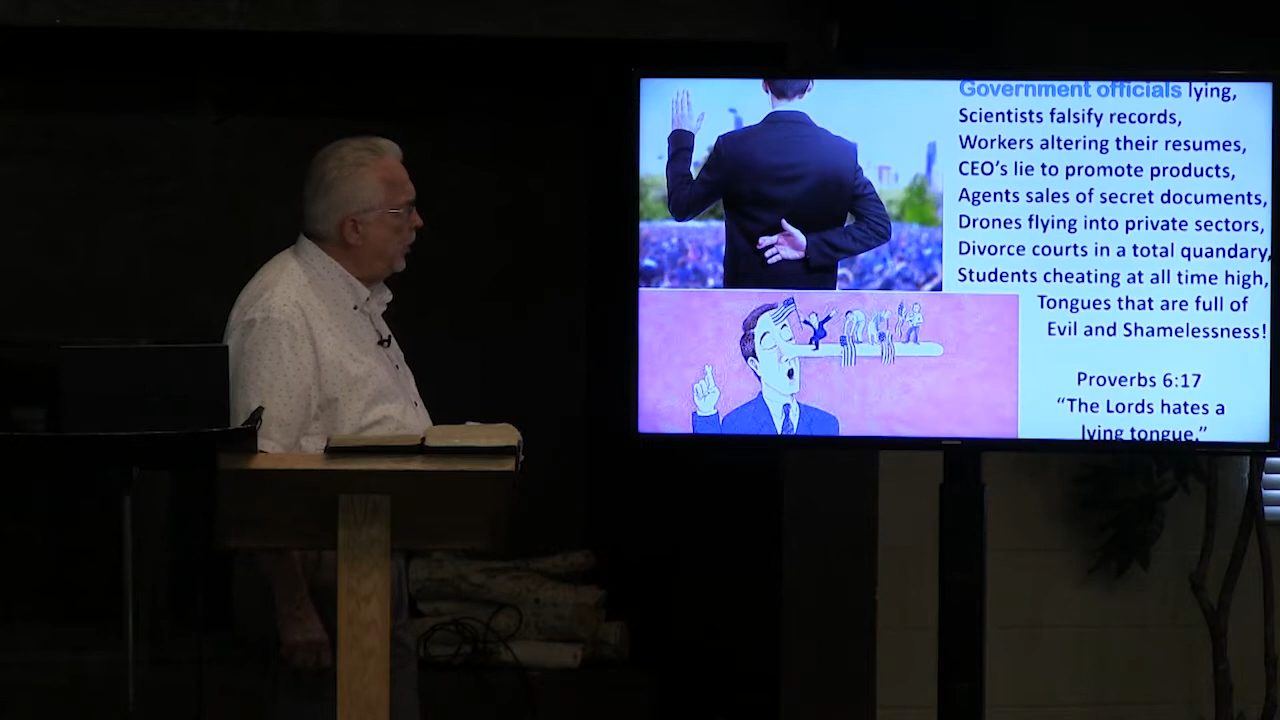 Government officials lying,
Scientists falsify records,
Workers altering their resumes,
CEO's lie to promote products,
Agents sales of secret documents,
Drones flying into private sectors,
Divorce courts in a total quandary,
Students cheating at all time high,
Tongues that are full of
Evil and Shamelessness!
Proverbs 6:17
“The Lords hates a
lying tongue.”